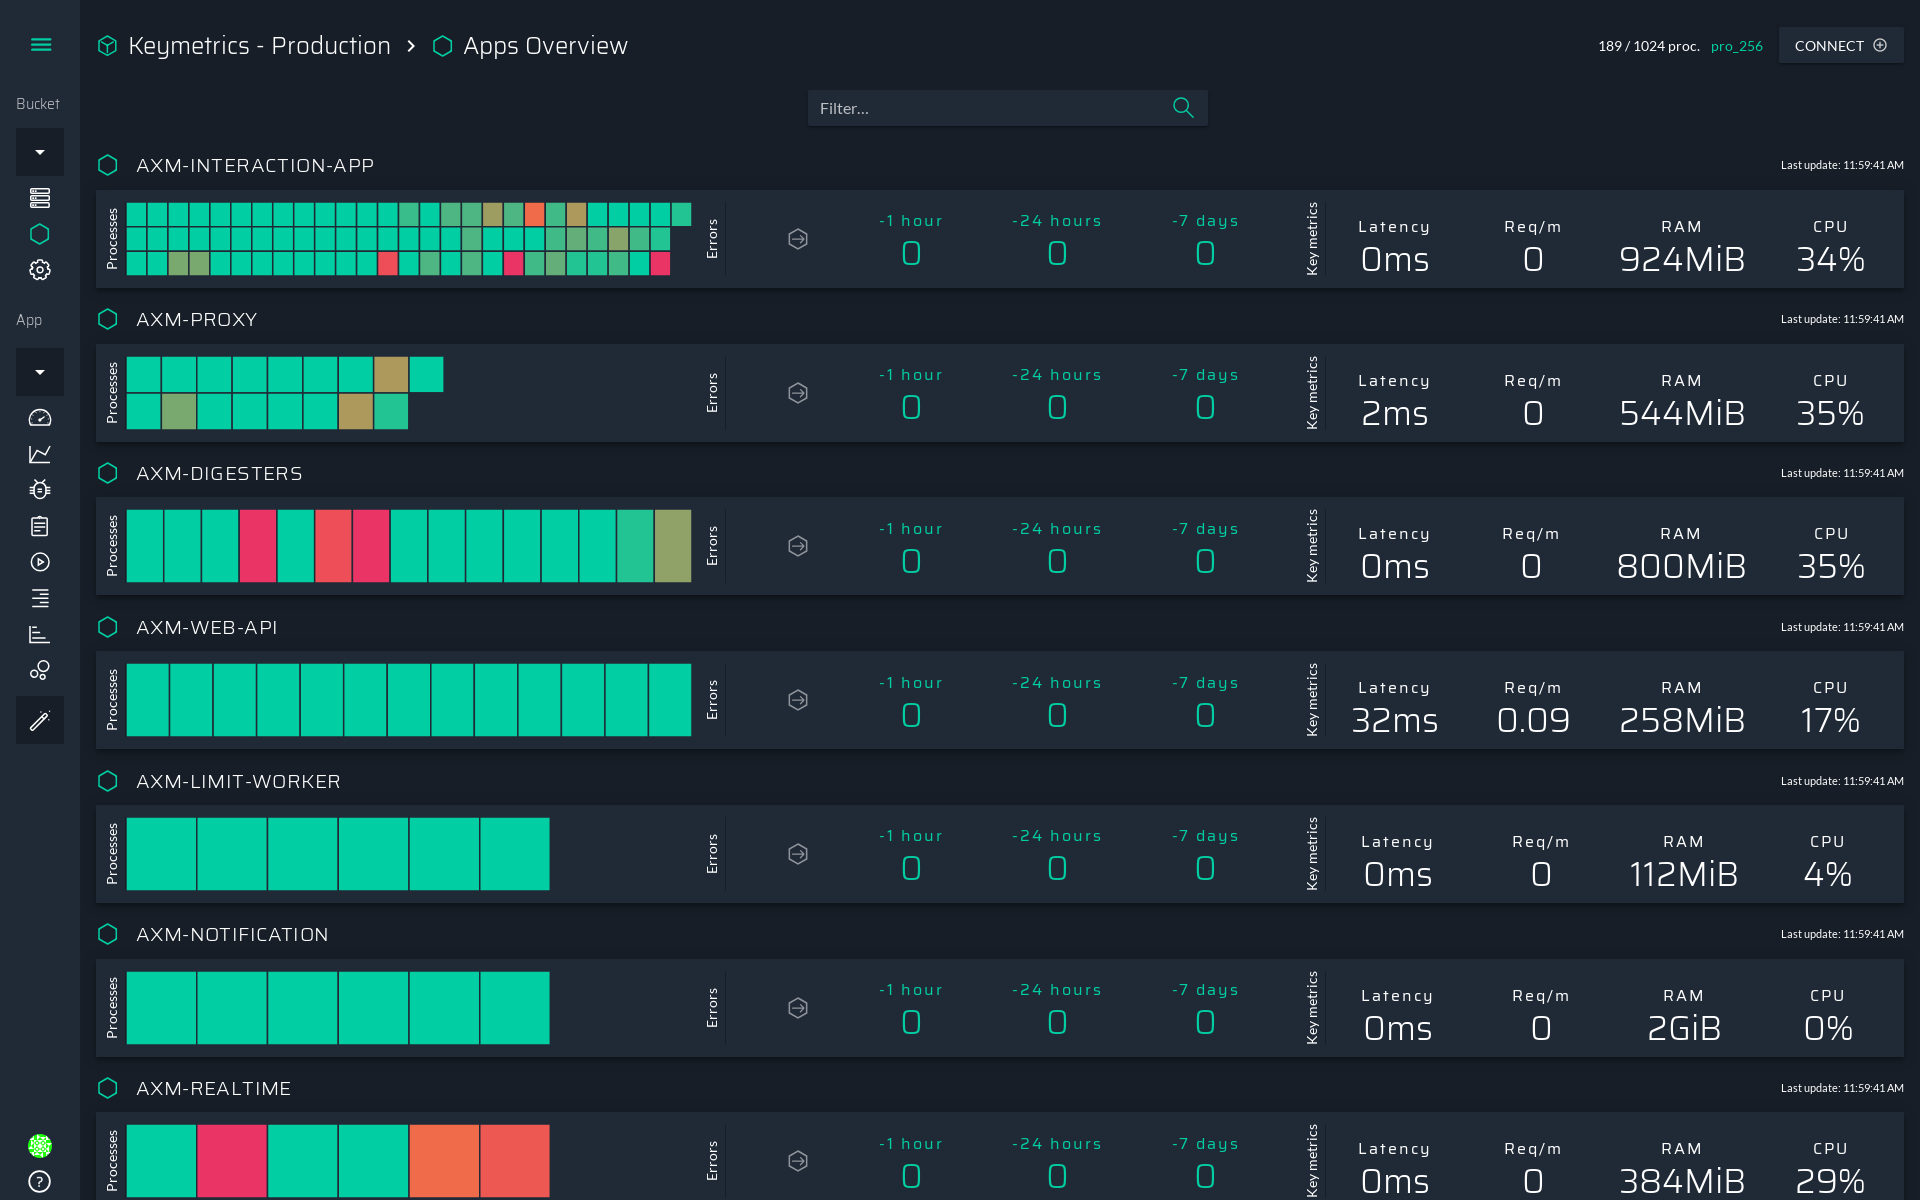 Keymetrics - Production > Apps Overview
189 / 1024 proc. pro_256 CONNECT
Bucket
Filter...
AXM-INTERACTION-APP
Last update: 11:59:41 AM
Processes
Errors
-1 hour -24 hours -7 days
0 0 0
Key metrics
Latency Req/m RAM CPU
0ms 0 924MiB 34%
App
AXM-PROXY
Last update: 11:59:41 AM
Processes
Errors
-1 hour -24 hours -7 days
0 0 0
Key metrics
Latency Req/m RAM CPU
2ms 0 544MiB 35%
AXM-DIGESTERS
Last update: 11:59:41 AM
Processes
Errors
-1 hour -24 hours -7 days
0 0 0
Key metrics
Latency Req/m RAM CPU
0ms 0 800MiB 35%
AXM-WEB-API
Last update: 11:59:41 AM
Processes
Errors
-1 hour -24 hours -7 days
0 0 0
Key metrics
Latency Req/m RAM CPU
32ms 0.09 258MiB 17%
AXM-LIMIT-WORKER
Last update: 11:59:41 AM
Processes
Errors
-1 hour -24 hours -7 days
0 0 0
Key metrics
Latency Req/m RAM CPU
0ms 0 112MiB 4%
AXM-NOTIFICATION
Last update: 11:59:41 AM
Processes
Errors
-1 hour -24 hours -7 days
0 0 0
Key metrics
Latency Req/m RAM CPU
0ms 0 2GiB 0%
AXM-REALTIME
Last update: 11:59:41 AM
Processes
Errors
-1 hour -24 hours -7 days
0 0 0
Key metrics
Latency Req/m RAM CPU
0ms 0 384MiB 29%